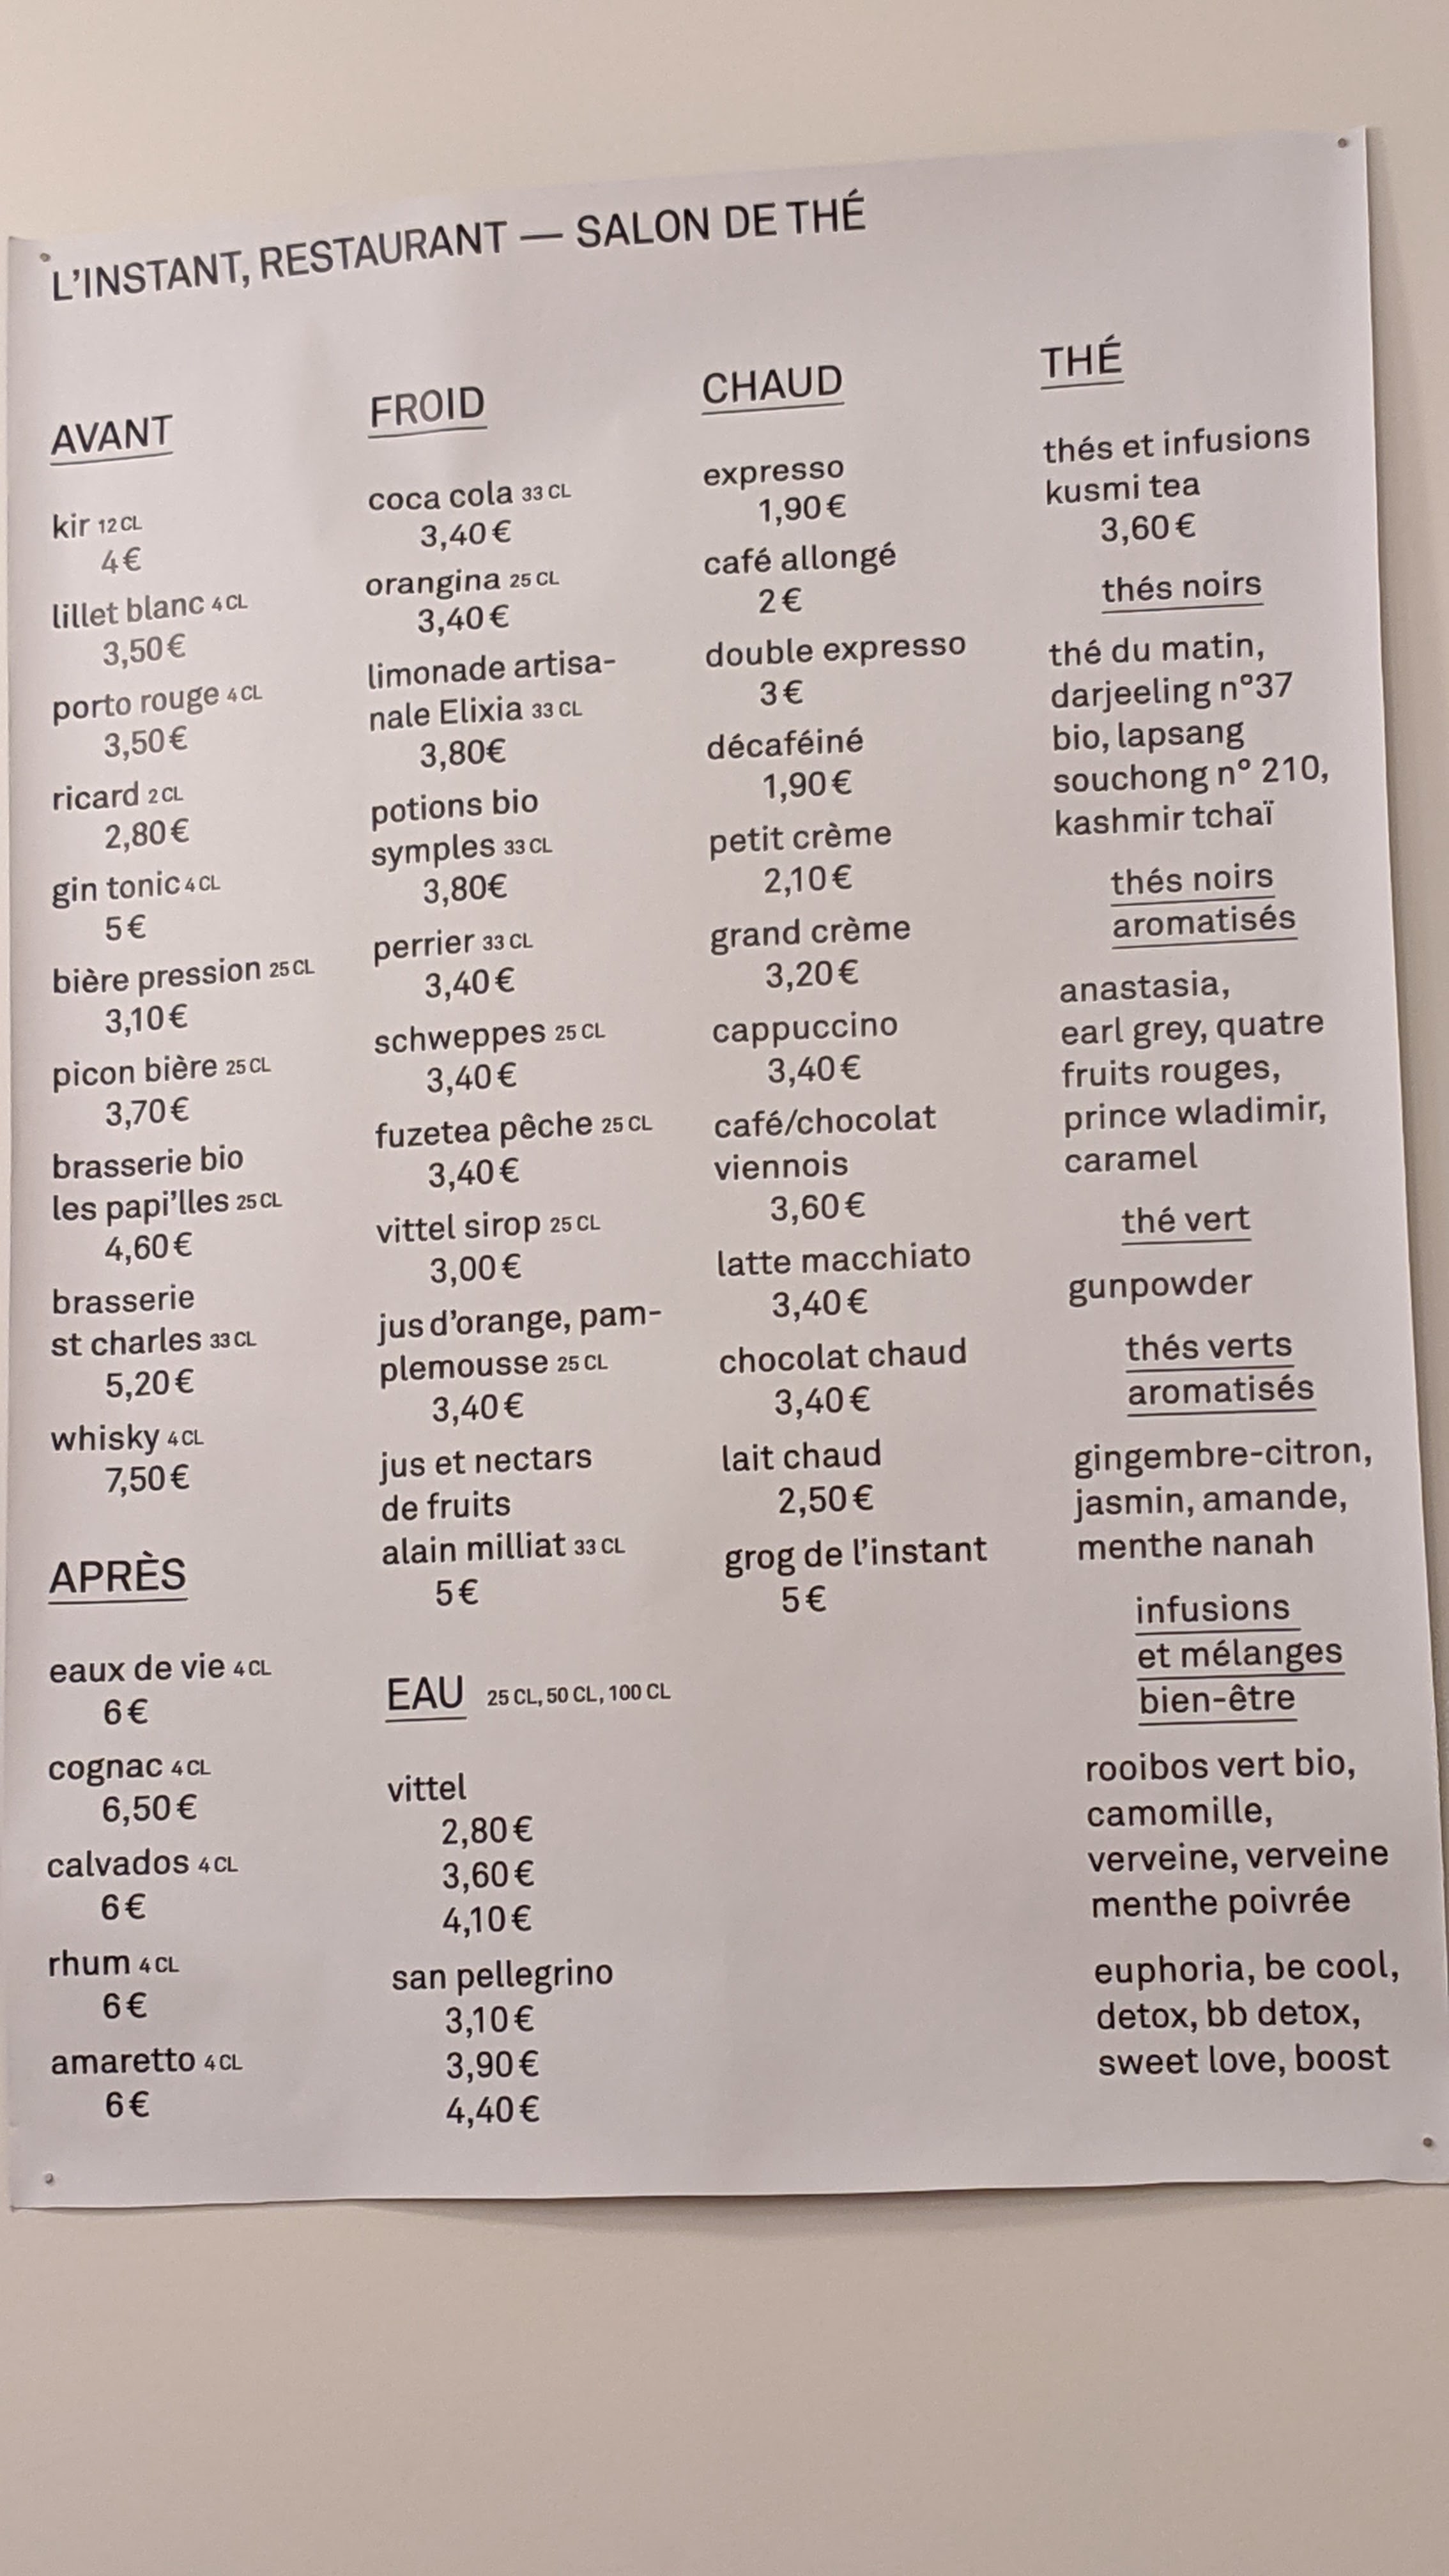 L'INSTANT, RESTAURANT — SALON DE THÉ
AVANT
kir 12 CL
4 €
lillet blanc 4 CL
3,50 €
porto rouge 4 CL
3,50 €
ricard 2 CL
2,80 €
gin tonic 4 CL
5 €
bière pression 25 CL
3,10 €
picon bière 25 CL
3,70 €
brasserie bio
les papi'lles 25 CL
4,60 €
brasserie
st charles 33 CL
5,20 €
whisky 4 CL
7,50 €
APRÈS
eaux de vie 4 CL
6 €
cognac 4 CL
6,50 €
calvados 4 CL
6 €
rhum 4 CL
6 €
amaretto 4 CL
6 €
FROID
coca cola 33 CL
3,40 €
orangina 25 CL
3,40 €
limonade artisa-
nale Elixia 33 CL
3,80€
potions bio
symples 33 CL
3,80€
perrier 33 CL
3,40 €
schweppes 25 CL
3,40 €
fuzetea pêche 25 CL
3,40 €
vittel sirop 25 CL
3,00 €
jus d'orange, pam-
plemousse 25 CL
3,40 €
jus et nectars
de fruits
alain milliat 33 CL
5 €
EAU 25 CL, 50 CL, 100 CL
vittel
2,80 €
3,60 €
4,10 €
san pellegrino
3,10 €
3,90 €
4,40 €
CHAUD
expresso
1,90 €
café allongé
2 €
double expresso
3 €
décaféiné
1,90 €
petit crème
2,10 €
grand crème
3,20 €
cappuccino
3,40 €
café/chocolat
viennois
3,60 €
latte macchiato
3,40 €
chocolat chaud
3,40 €
lait chaud
2,50 €
grog de l'instant
5 €
THÉ
thés et infusions
kusmi tea
3,60 €
thés noirs
thé du matin,
darjeeling n°37
bio, lapsang
souchong n° 210,
kashmir tchaï
thés noirs
aromatisés
anastasia,
earl grey, quatre
fruits rouges,
prince wladimir,
caramel
thé vert
gunpowder
thés verts
aromatisés
gingembre-citron,
jasmin, amande,
menthe nanah
infusions
et mélanges
bien-être
rooibos vert bio,
camomille,
verveine, verveine
menthe poivrée
euphoria, be cool,
detox, bb detox,
sweet love, boost